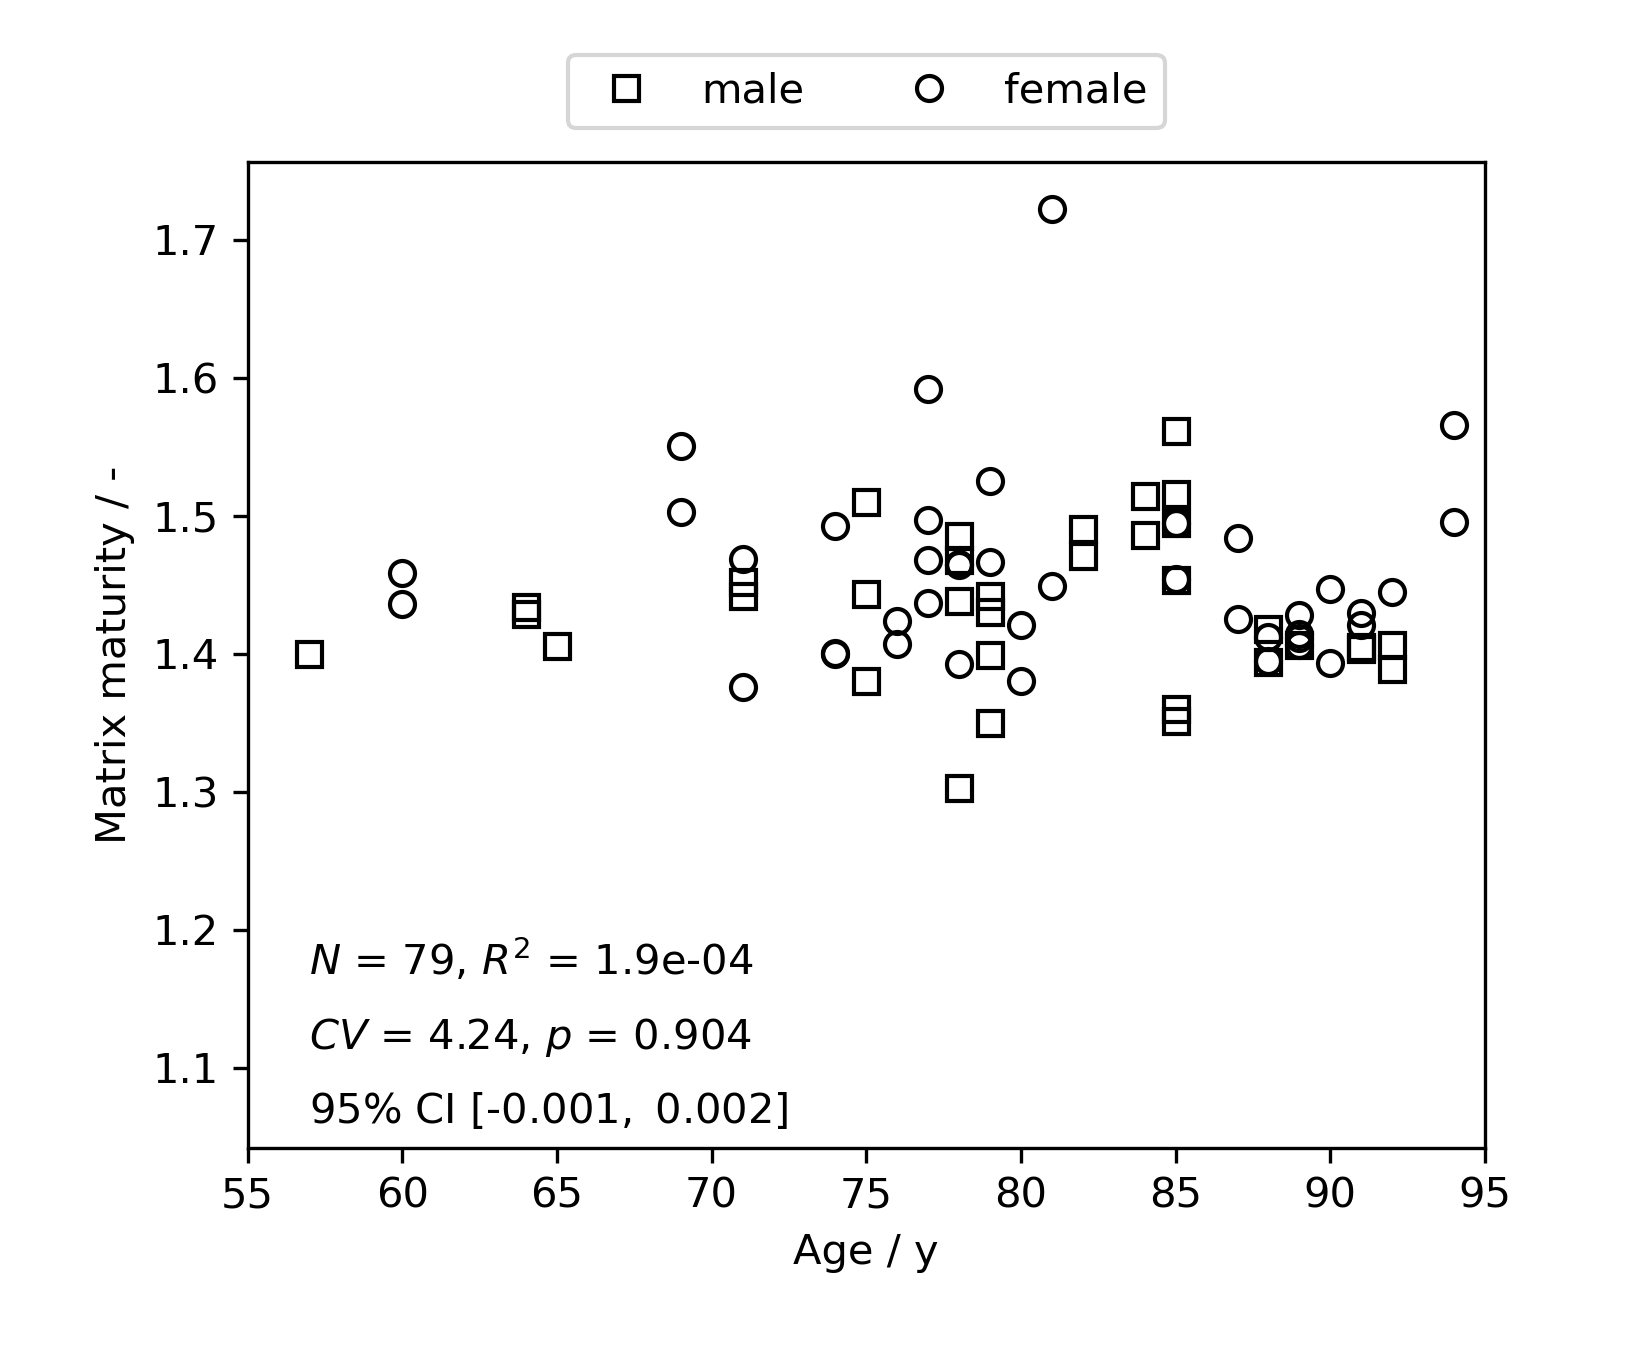 male female
1.7
1.6
1.5
1.4
1.3
1.2
1.1
Matrix maturity / -
N = 79, R² = 1.9e-04
CV = 4.24, p = 0.904
95% CI [-0.001, 0.002]
55 60 65 70 75 80 85 90 95
Age / y